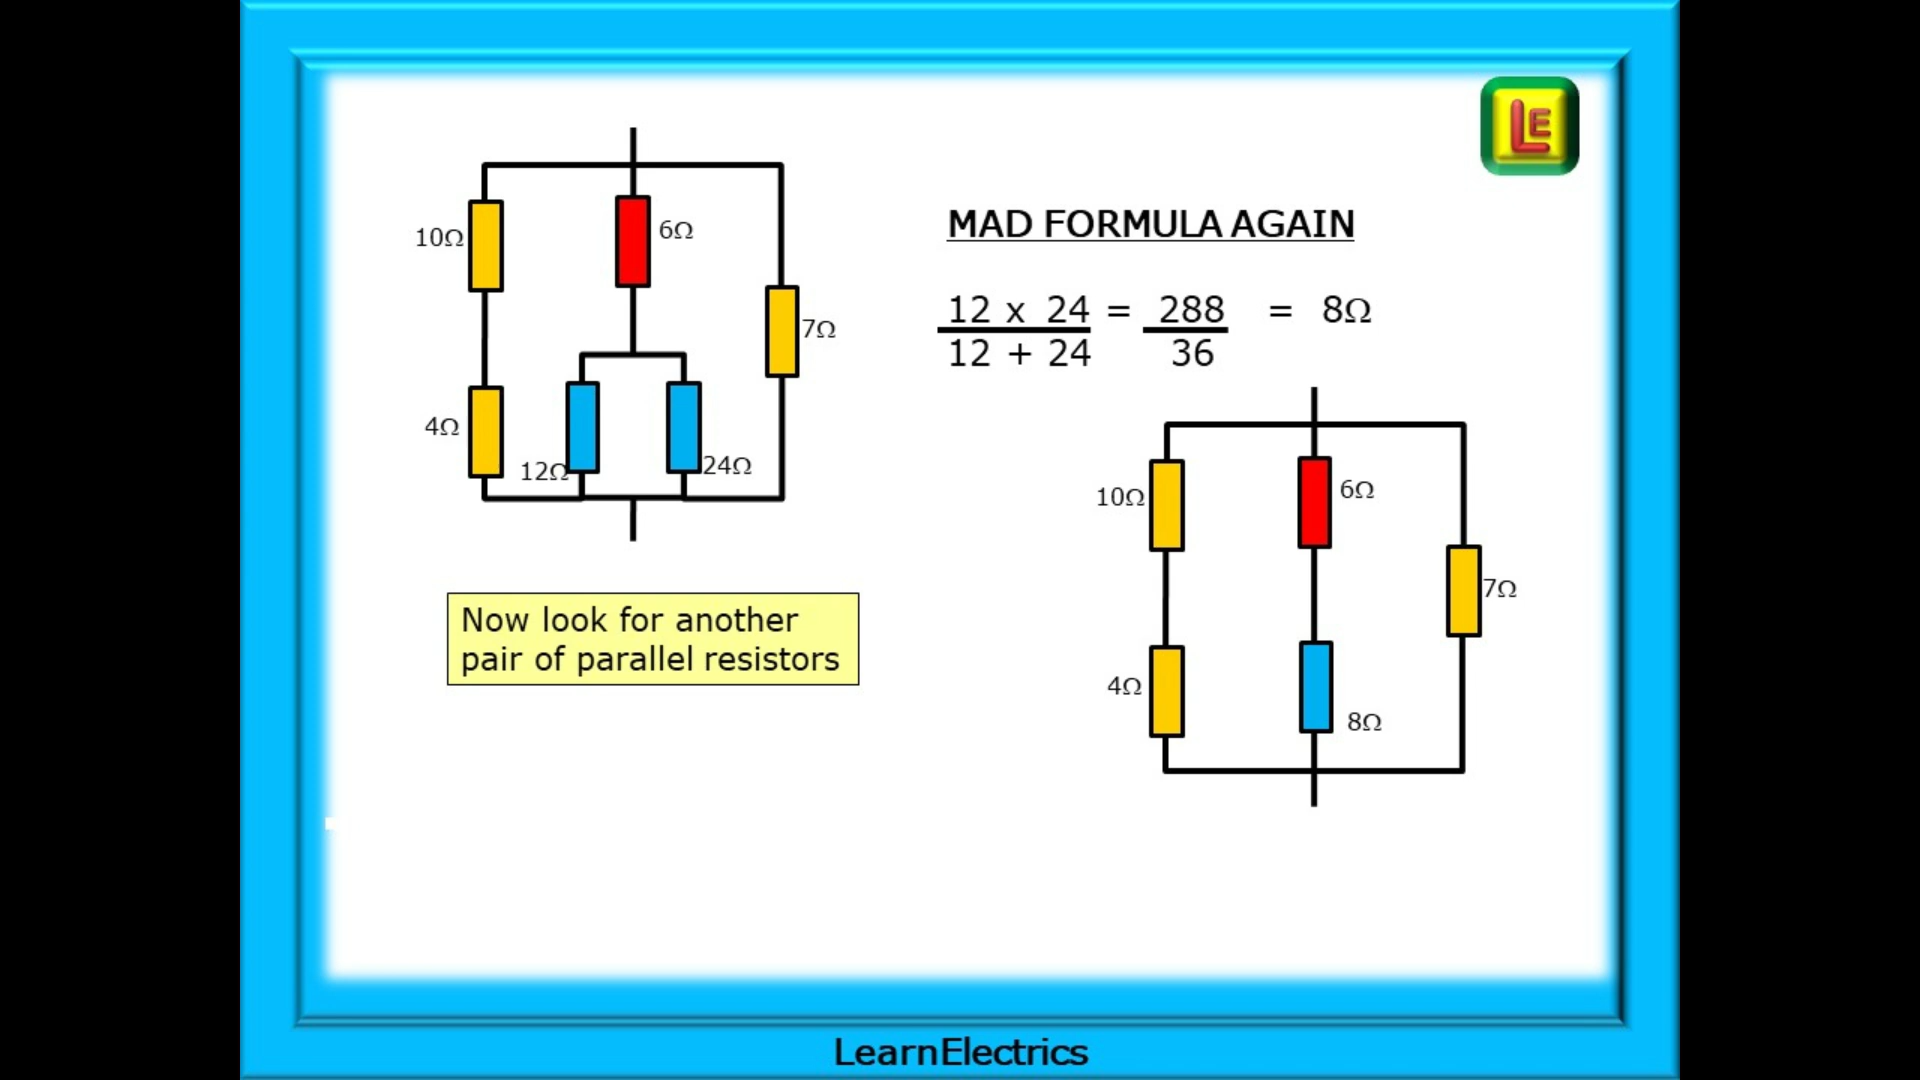 LE
10Ω
6Ω
7Ω
4Ω
12Ω
24Ω
MAD FORMULA AGAIN
12 x 24 = 288 = 8Ω
12 + 24 36
Now look for another
pair of parallel resistors
10Ω
6Ω
7Ω
4Ω
8Ω
LearnElectrics